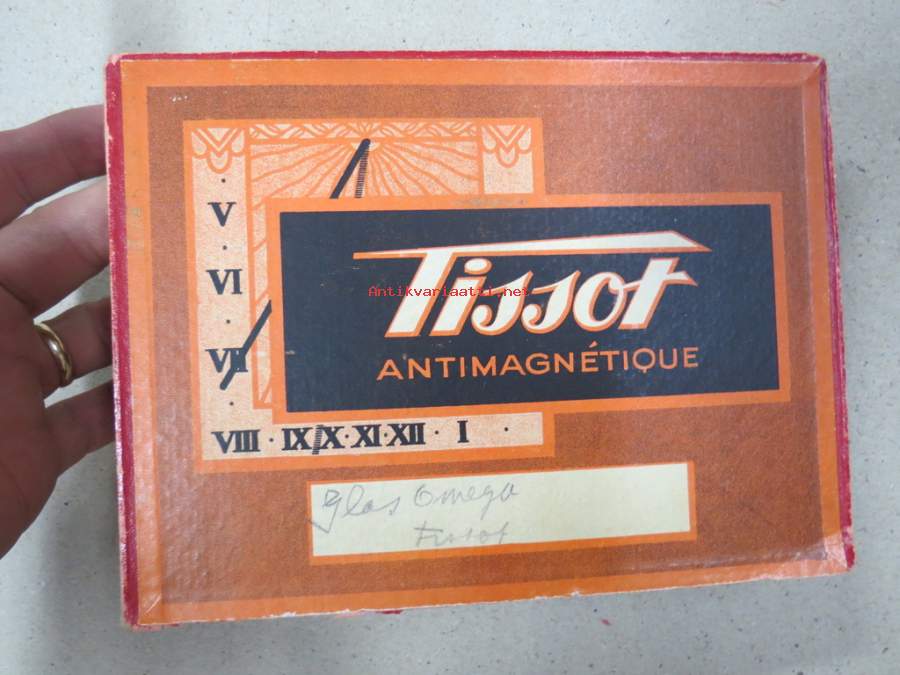 V
VI
VII
VIII · IX X · XI · XII · I ·
Tissot
Antikvariaatti.net
ANTIMAGNÉTIQUE
Glas Omega
Tissot